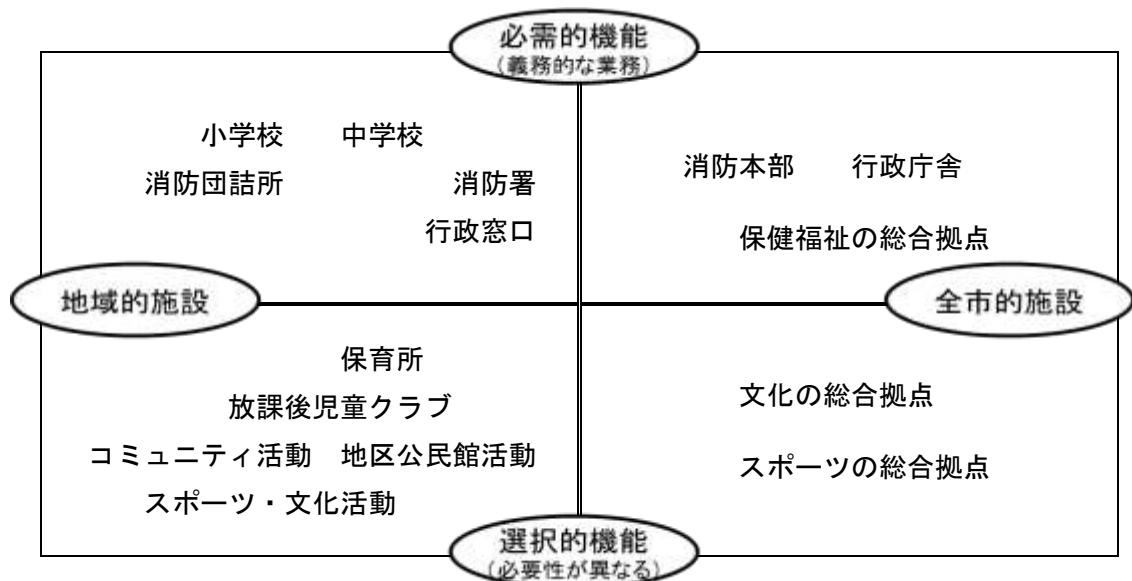 必需的機能
(義務的な業務)
小学校 中学校
消防団詰所 消防署
行政窓口
消防本部 行政庁舎
保健福祉の総合拠点
地域的施設
全市的施設
保育所
放課後児童クラブ
コミュニティ活動 地区公民館活動
スポーツ・文化活動
文化の総合拠点
スポーツの総合拠点
選択的機能
(必要性が異なる)